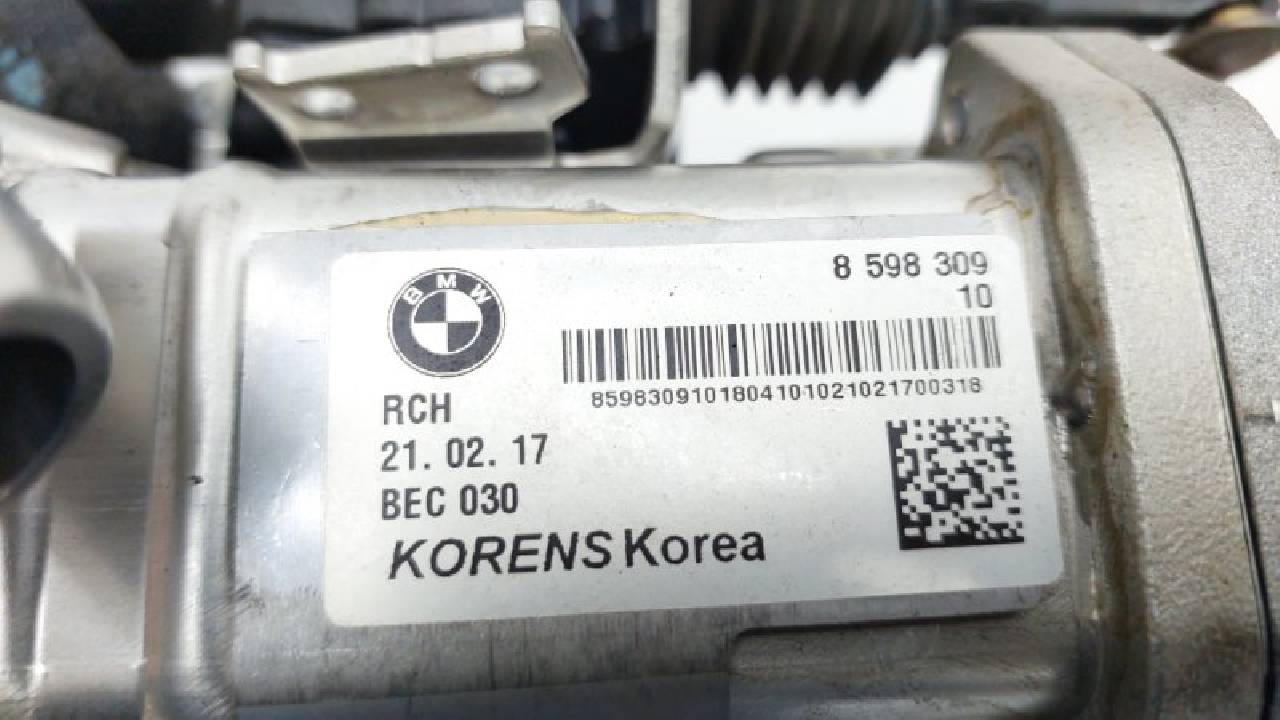 BMW
8 598 309
10
8598309101804101021021700318
RCH
21. 02. 17
BEC 030
KORENS Korea